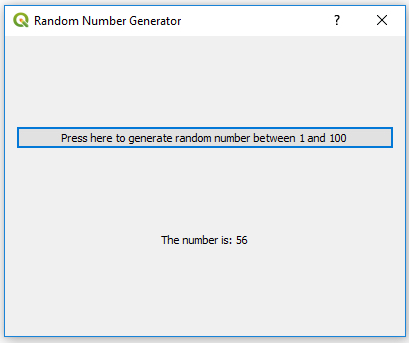 Random Number Generator
Press here to generate random number between 1 and 100
The number is: 56